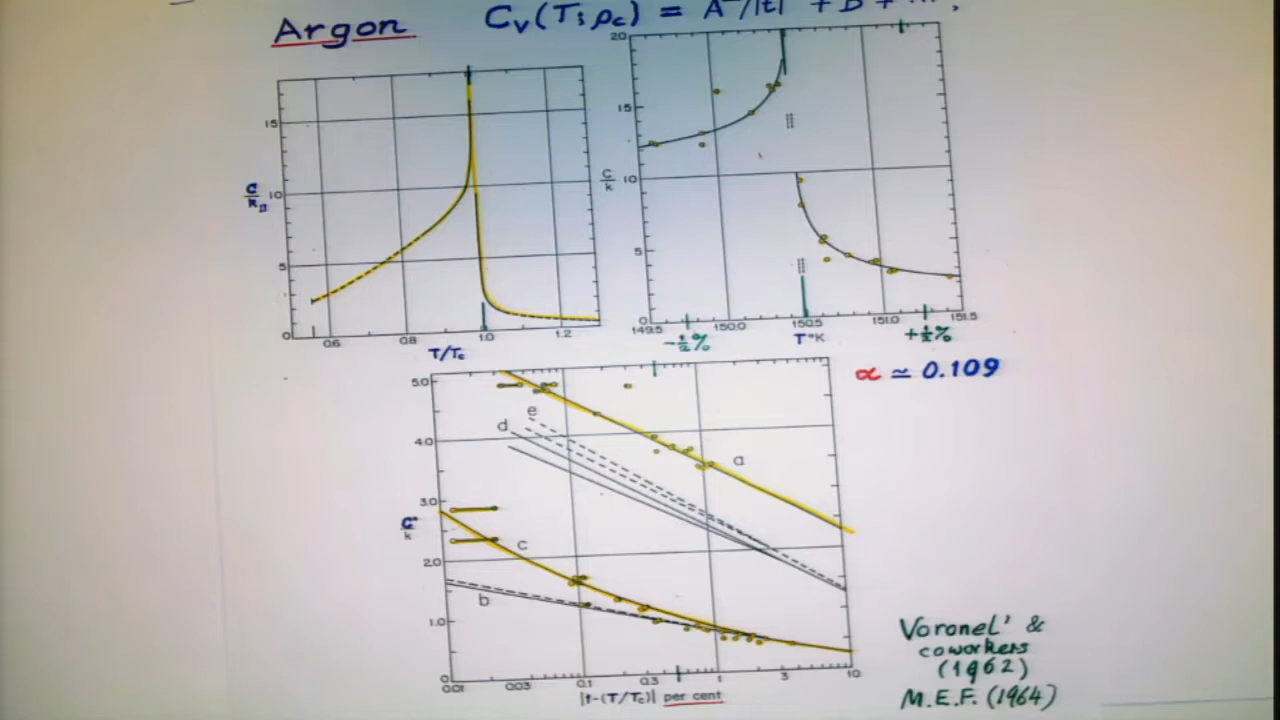 Argon
Cv(T; ρc) = A⁻/|t| + B + ... ,
15
C/kB
10
5
0
0.6
0.8
1.0
1.2
T/Tc
20
15
C/k
10
5
0
149.5
150.0
150.5
151.0
151.5
-½%
T°K
+½%
α ≃ 0.109
5.0
4.0
3.0
C*/k
2.0
1.0
0
e
d
a
c
b
0.01
0.03
0.1
0.3
1
3
10
|1-(T/Tc)| per cent
Voronel' &
coworkers
(1962)
M.E.F. (1964)